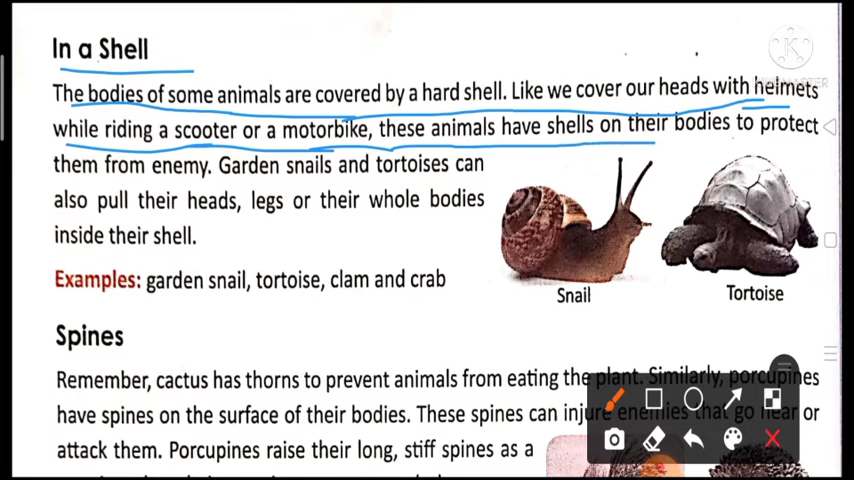 In a Shell
The bodies of some animals are covered by a hard shell. Like we cover our heads with helmets
KINEMASTER
while riding a scooter or a motorbike, these animals have shells on their bodies to protect
them from enemy. Garden snails and tortoises can
also pull their heads, legs or their whole bodies
inside their shell.
Examples: garden snail, tortoise, clam and crab
Snail
Tortoise
Spines
Remember, cactus has thorns to prevent animals from eating the plant. Similarly, porcupines
have spines on the surface of their bodies. These spines can injure enemies that go near or
attack them. Porcupines raise their long, stiff spines as a